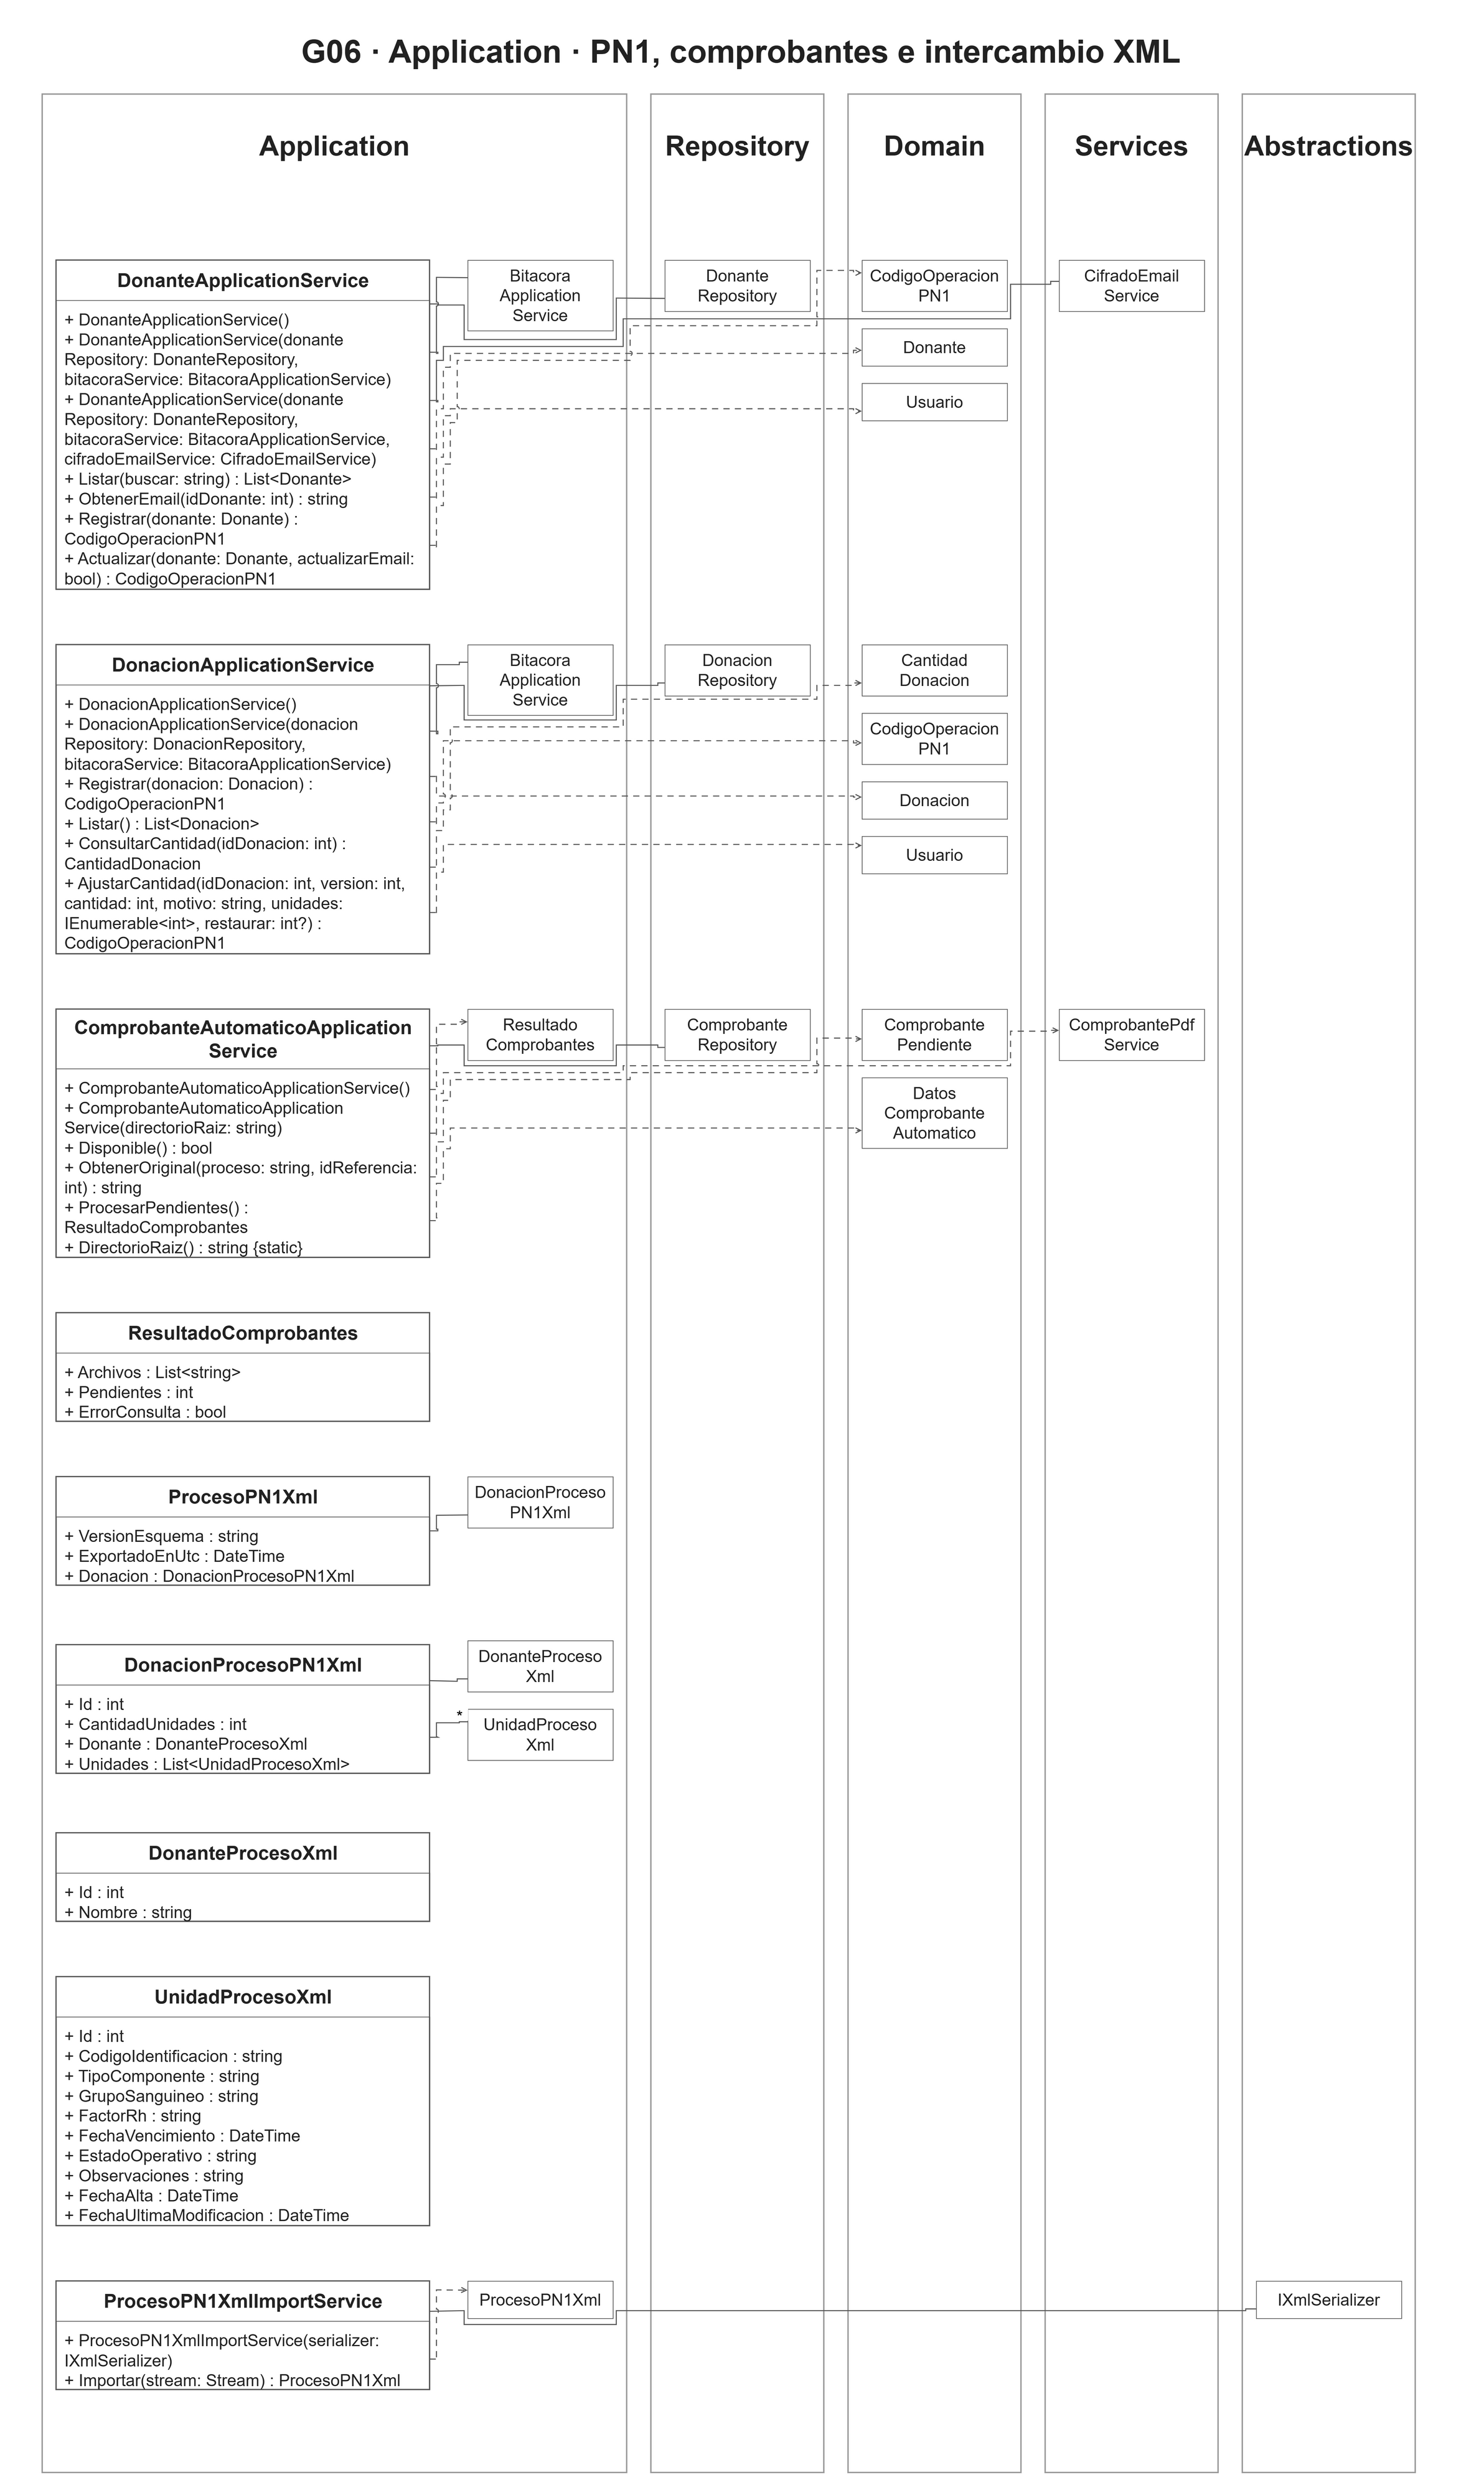 G06 · Application · PN1, comprobantes e intercambio XML
Application
Repository
Domain
Services
Abstractions
DonanteApplicationService
+ DonanteApplicationService()
+ DonanteApplicationService(donante
Repository: DonanteRepository,
bitacoraService: BitacoraApplicationService)
+ DonanteApplicationService(donante
Repository: DonanteRepository,
bitacoraService: BitacoraApplicationService,
cifradoEmailService: CifradoEmailService)
+ Listar(buscar: string) : List<Donante>
+ ObtenerEmail(idDonante: int) : string
+ Registrar(donante: Donante) :
CodigoOperacionPN1
+ Actualizar(donante: Donante, actualizarEmail:
bool) : CodigoOperacionPN1
Bitacora
Application
Service
Donante
Repository
CodigoOperacion
PN1
Donante
Usuario
CifradoEmail
Service
DonacionApplicationService
+ DonacionApplicationService()
+ DonacionApplicationService(donacion
Repository: DonacionRepository,
bitacoraService: BitacoraApplicationService)
+ Registrar(donacion: Donacion) :
CodigoOperacionPN1
+ Listar() : List<Donacion>
+ ConsultarCantidad(idDonacion: int) :
CantidadDonacion
+ AjustarCantidad(idDonacion: int, version: int,
cantidad: int, motivo: string, unidades:
IEnumerable<int>, restaurar: int?) :
CodigoOperacionPN1
Bitacora
Application
Service
Donacion
Repository
Cantidad
Donacion
CodigoOperacion
PN1
Donacion
Usuario
ComprobanteAutomaticoApplication
Service
+ ComprobanteAutomaticoApplicationService()
+ ComprobanteAutomaticoApplication
Service(directorioRaiz: string)
+ Disponible() : bool
+ ObtenerOriginal(proceso: string, idReferencia:
int) : string
+ ProcesarPendientes() :
ResultadoComprobantes
+ DirectorioRaiz() : string {static}
Resultado
Comprobantes
Comprobante
Repository
Comprobante
Pendiente
Datos
Comprobante
Automatico
ComprobantePdf
Service
ResultadoComprobantes
+ Archivos : List<string>
+ Pendientes : int
+ ErrorConsulta : bool
ProcesoPN1Xml
+ VersionEsquema : string
+ ExportadoEnUtc : DateTime
+ Donacion : DonacionProcesoPN1Xml
DonacionProceso
PN1Xml
DonacionProcesoPN1Xml
+ Id : int
+ CantidadUnidades : int
+ Donante : DonanteProcesoXml
+ Unidades : List<UnidadProcesoXml>
DonanteProceso
Xml
*
UnidadProceso
Xml
DonanteProcesoXml
+ Id : int
+ Nombre : string
UnidadProcesoXml
+ Id : int
+ CodigoIdentificacion : string
+ TipoComponente : string
+ GrupoSanguineo : string
+ FactorRh : string
+ FechaVencimiento : DateTime
+ EstadoOperativo : string
+ Observaciones : string
+ FechaAlta : DateTime
+ FechaUltimaModificacion : DateTime
ProcesoPN1XmlImportService
+ ProcesoPN1XmlImportService(serializer:
IXmlSerializer)
+ Importar(stream: Stream) : ProcesoPN1Xml
ProcesoPN1Xml
IXmlSerializer